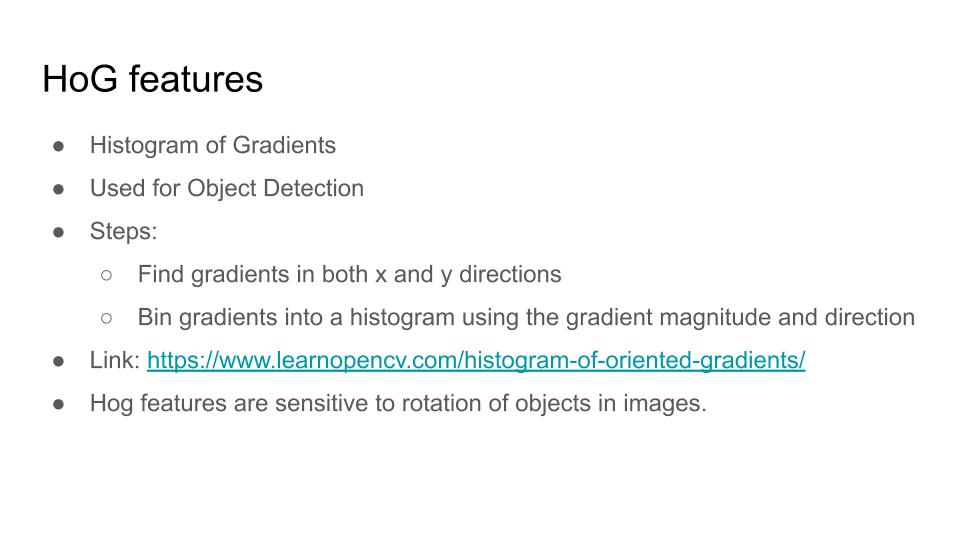 HoG features
● Histogram of Gradients
● Used for Object Detection
● Steps:
○ Find gradients in both x and y directions
○ Bin gradients into a histogram using the gradient magnitude and direction
● Link: https://www.learnopencv.com/histogram-of-oriented-gradients/
● Hog features are sensitive to rotation of objects in images.